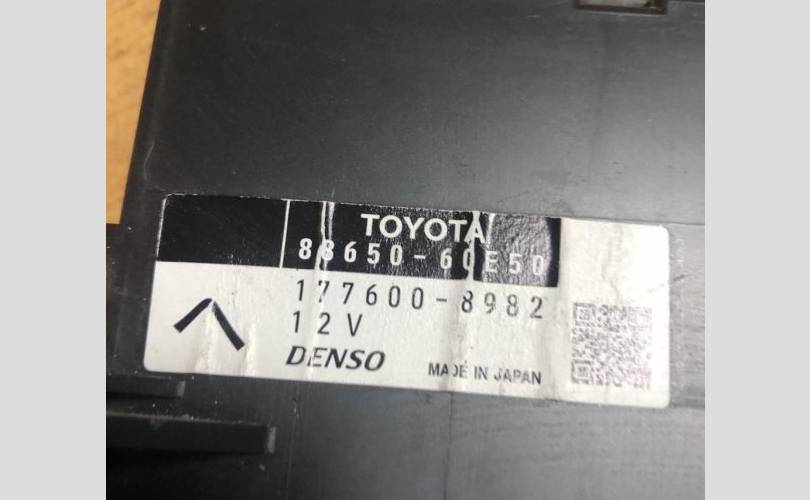 TOYOTA
88650-60E50
177600-8982
12V
DENSO
MADE IN JAPAN